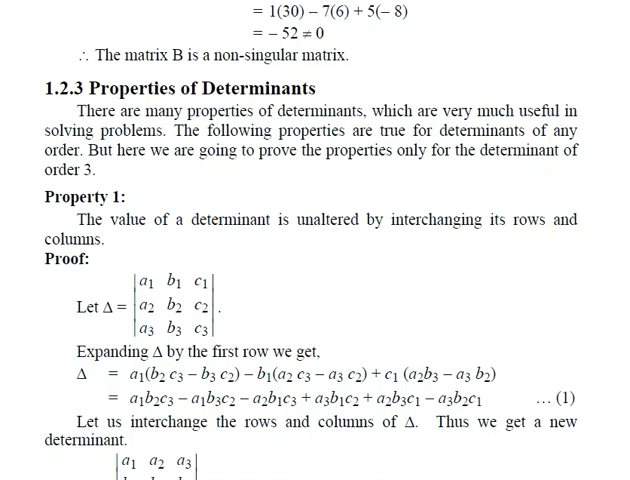 = 1(30) – 7(6) + 5(– 8)
= – 52 ≠ 0
∴ The matrix B is a non-singular matrix.
1.2.3 Properties of Determinants
There are many properties of determinants, which are very much useful in
solving problems. The following properties are true for determinants of any
order. But here we are going to prove the properties only for the determinant of
order 3.
Property 1:
The value of a determinant is unaltered by interchanging its rows and
columns.
Proof:
a1 b1 c1
Let Δ = a2 b2 c2 .
a3 b3 c3
Expanding Δ by the first row we get,
Δ = a1(b2 c3 – b3 c2) – b1(a2 c3 – a3 c2) + c1 (a2b3 – a3 b2)
= a1b2c3 – a1b3c2 – a2b1c3 + a3b1c2 + a2b3c1 – a3b2c1 … (1)
Let us interchange the rows and columns of Δ. Thus we get a new
determinant.
a1 a2 a3